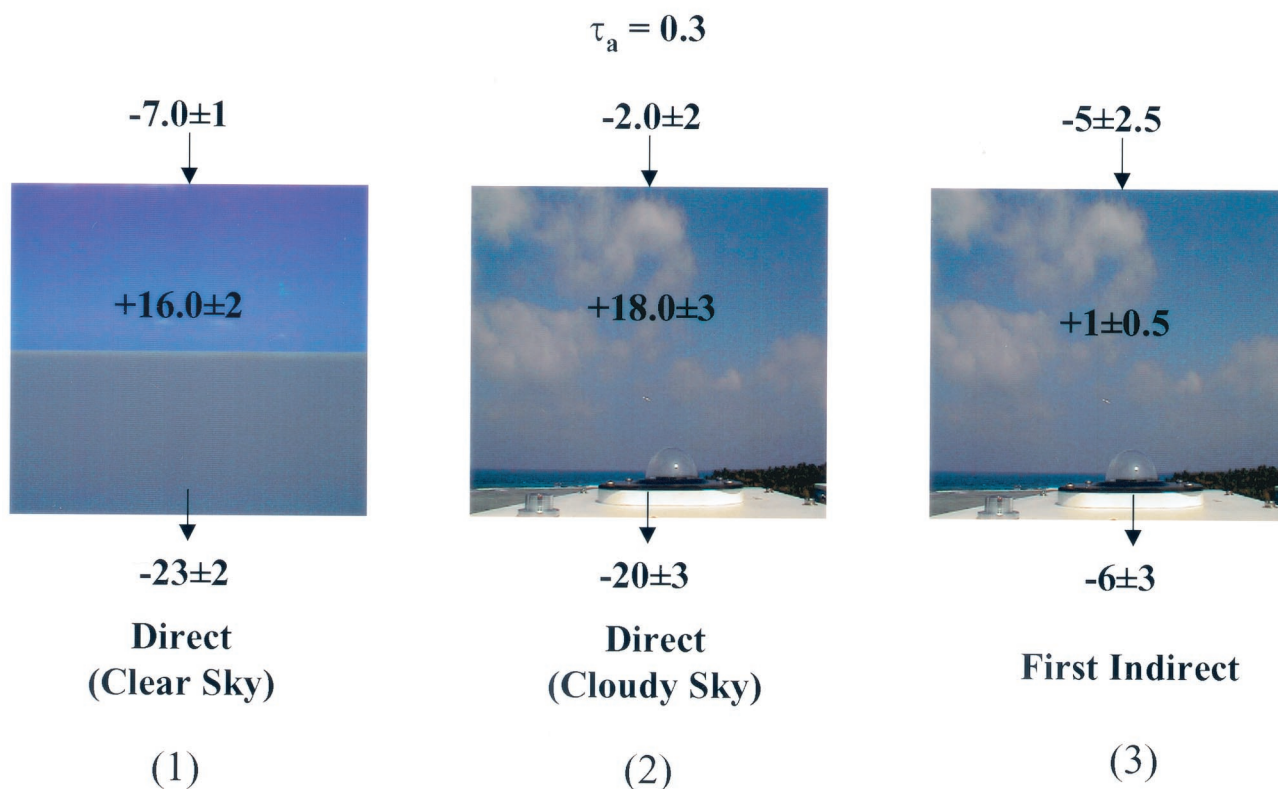 τa = 0.3
-7.0±1
-2.0±2
-5±2.5
+16.0±2
+18.0±3
+1±0.5
-23±2
-20±3
-6±3
Direct
(Clear Sky)
Direct
(Cloudy Sky)
First Indirect
(1)
(2)
(3)